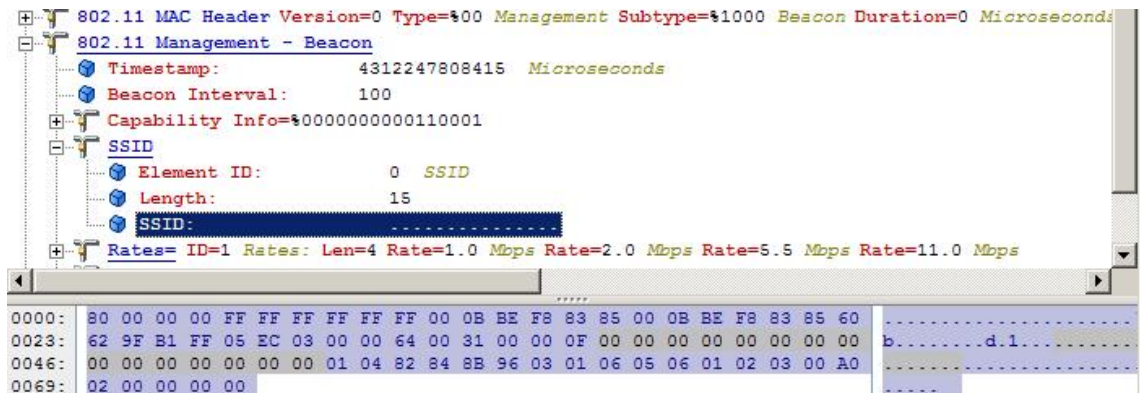 802.11 MAC Header Version=0 Type=%00 Management Subtype=%1000 Beacon Duration=0 Microseconds
802.11 Management - Beacon
Timestamp: 4312247808415 Microseconds
Beacon Interval: 100
Capability Info=%0000000000110001
SSID
Element ID: 0 SSID
Length: 15
SSID: ...............
Rates= ID=1 Rates: Len=4 Rate=1.0 Mbps Rate=2.0 Mbps Rate=5.5 Mbps Rate=11.0 Mbps
0000: 80 00 00 00 FF FF FF FF FF FF 00 0B BE F8 83 85 00 0B BE F8 83 85 60 .......................
0023: 62 9F B1 FF 05 EC 03 00 00 64 00 31 00 00 0F 00 00 00 00 00 00 00 00 b........d.1...........
0046: 00 00 00 00 00 00 00 01 04 82 84 8B 96 03 01 06 05 06 01 02 03 00 A0 .......................
0069: 02 00 00 00 00 .....